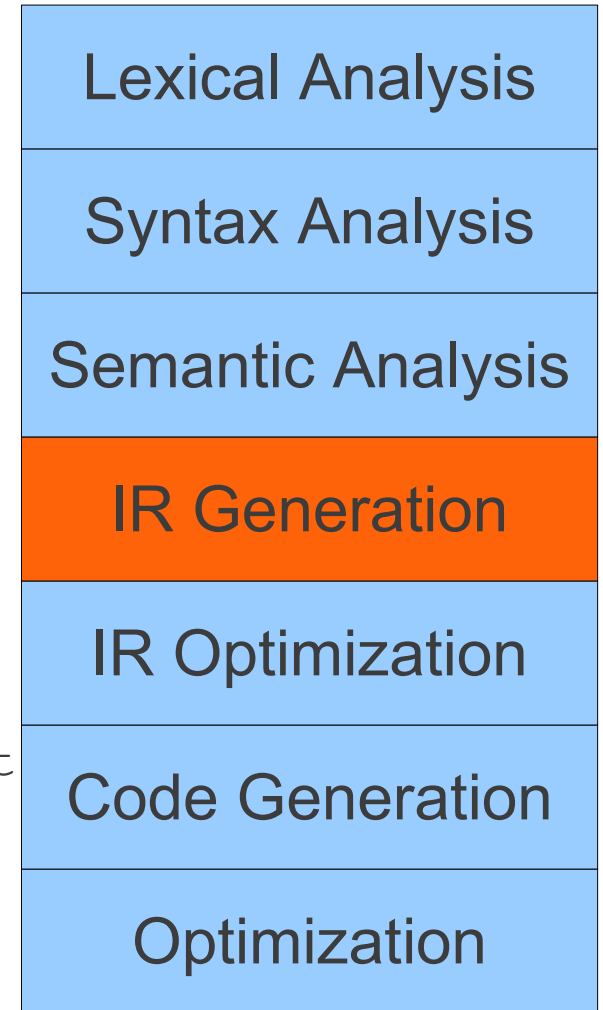 Lexical Analysis
Syntax Analysis
Semantic Analysis
IR Generation
IR Optimization
Code Generation
Optimization